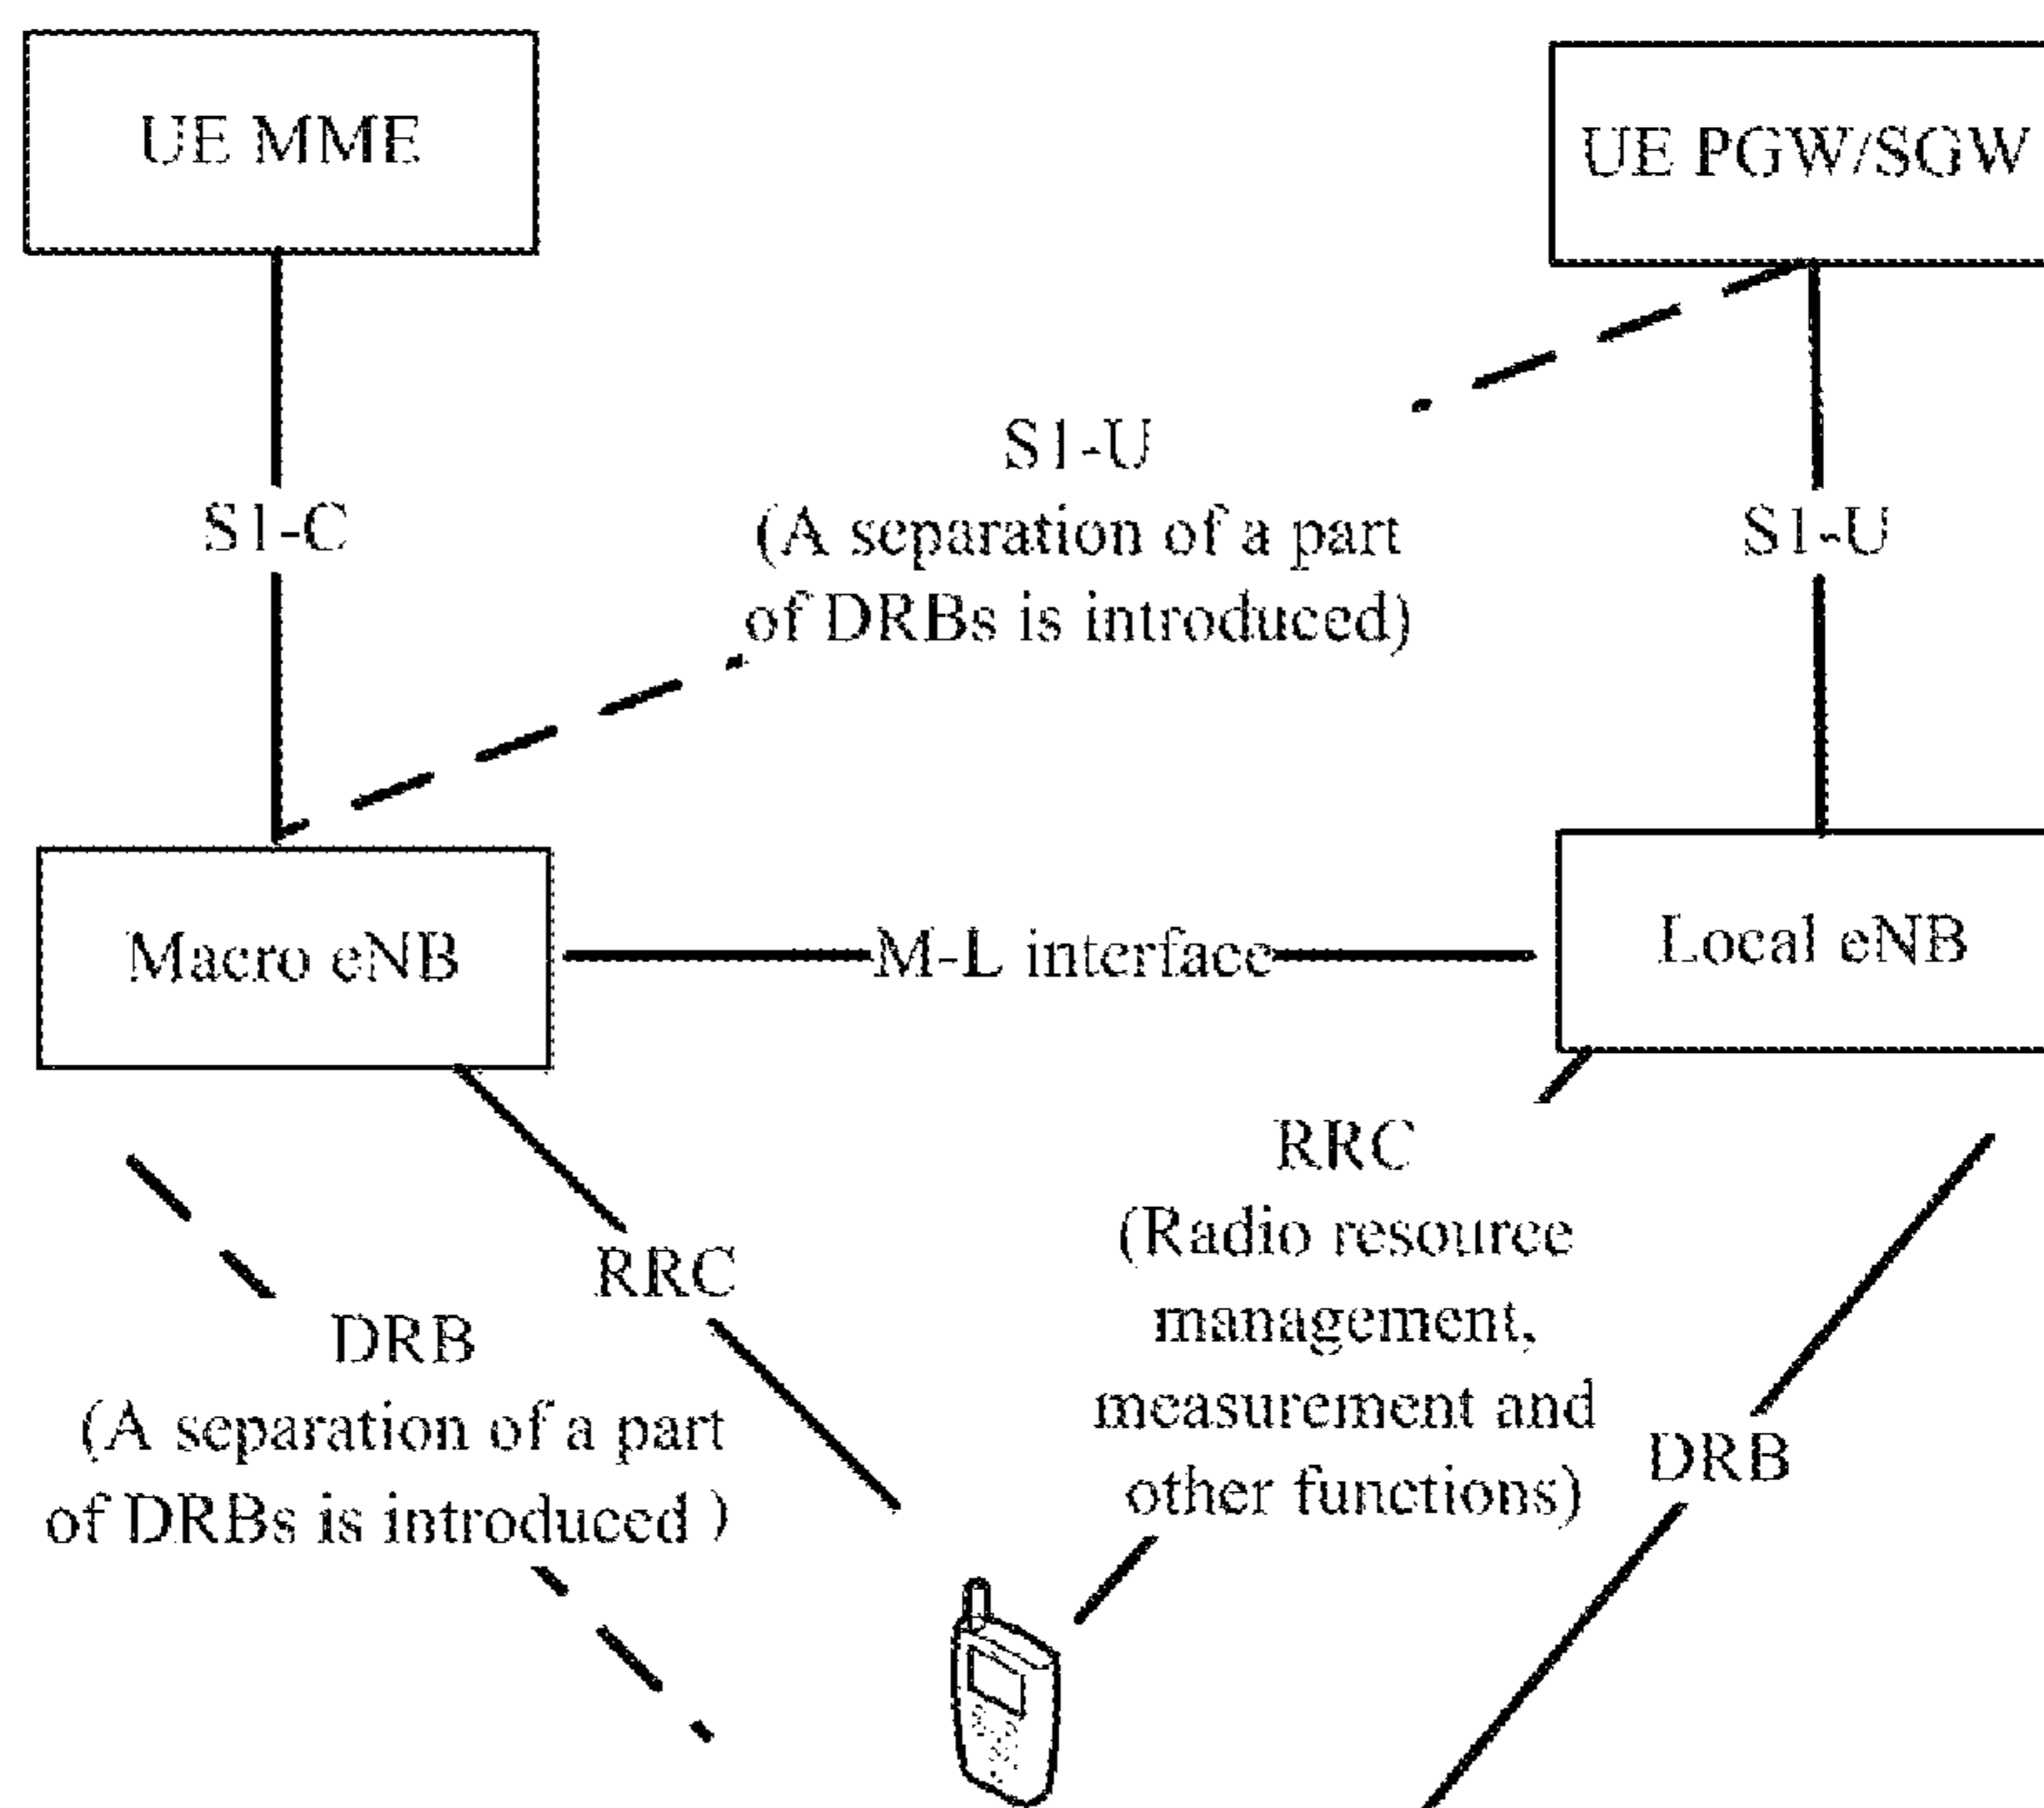 UE MME
UE PGW/SGW
S1-U
(A separation of a part
of DRBs is introduced)
S1-C
S1-U
Macro eNB
M-L interface
Local eNB
RRC
(Radio resource
management,
measurement and
other functions)
RRC
DRB
(A separation of a part
of DRBs is introduced )
DRB